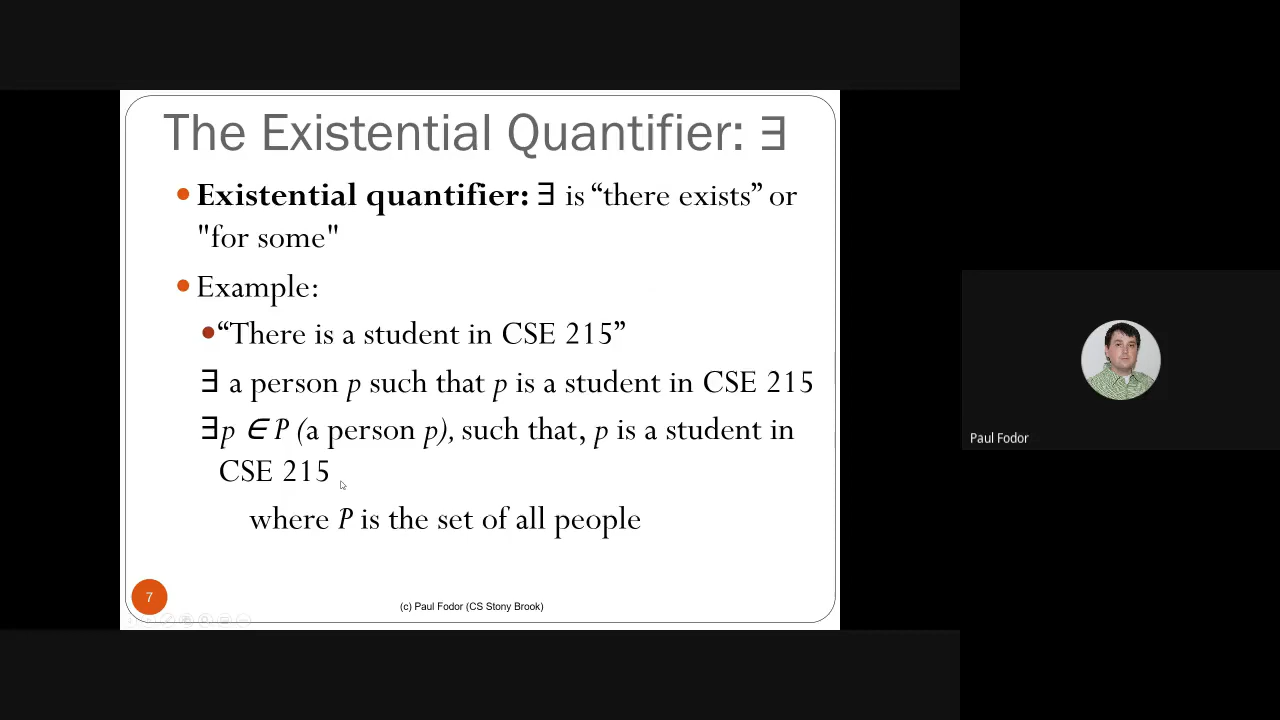 The Existential Quantifier: ∃
• Existential quantifier: ∃ is “there exists” or
"for some"
• Example:
•“There is a student in CSE 215”
∃ a person p such that p is a student in CSE 215
∃p ∈ P (a person p), such that, p is a student in
CSE 215
where P is the set of all people
7
(c) Paul Fodor (CS Stony Brook)
Paul Fodor